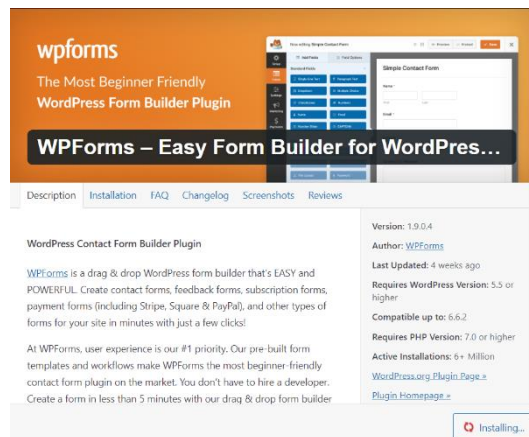 wpforms
The Most Beginner Friendly
WordPress Form Builder Plugin
Simple Contact Form
WPForms – Easy Form Builder for WordPres...
Description Installation FAQ Changelog Screenshots Reviews
WordPress Contact Form Builder Plugin
WPForms is a drag & drop WordPress form builder that's EASY and
POWERFUL. Create contact forms, feedback forms, subscription forms,
payment forms (including Stripe, Square & PayPal), and other types of
forms for your site in minutes with just a few clicks!
At WPForms, user experience is our #1 priority. Our pre-built form
templates and workflows make WPForms the most beginner-friendly
contact form plugin on the market. You don't have to hire a developer.
Create a form in less than 5 minutes with our drag & drop form builder
Version: 1.9.0.4
Author: WPForms
Last Updated: 4 weeks ago
Requires WordPress Version: 5.5 or
higher
Compatible up to: 6.6.2
Requires PHP Version: 7.0 or higher
Active Installations: 6+ Million
WordPress.org Plugin Page »
Plugin Homepage »
Installing...